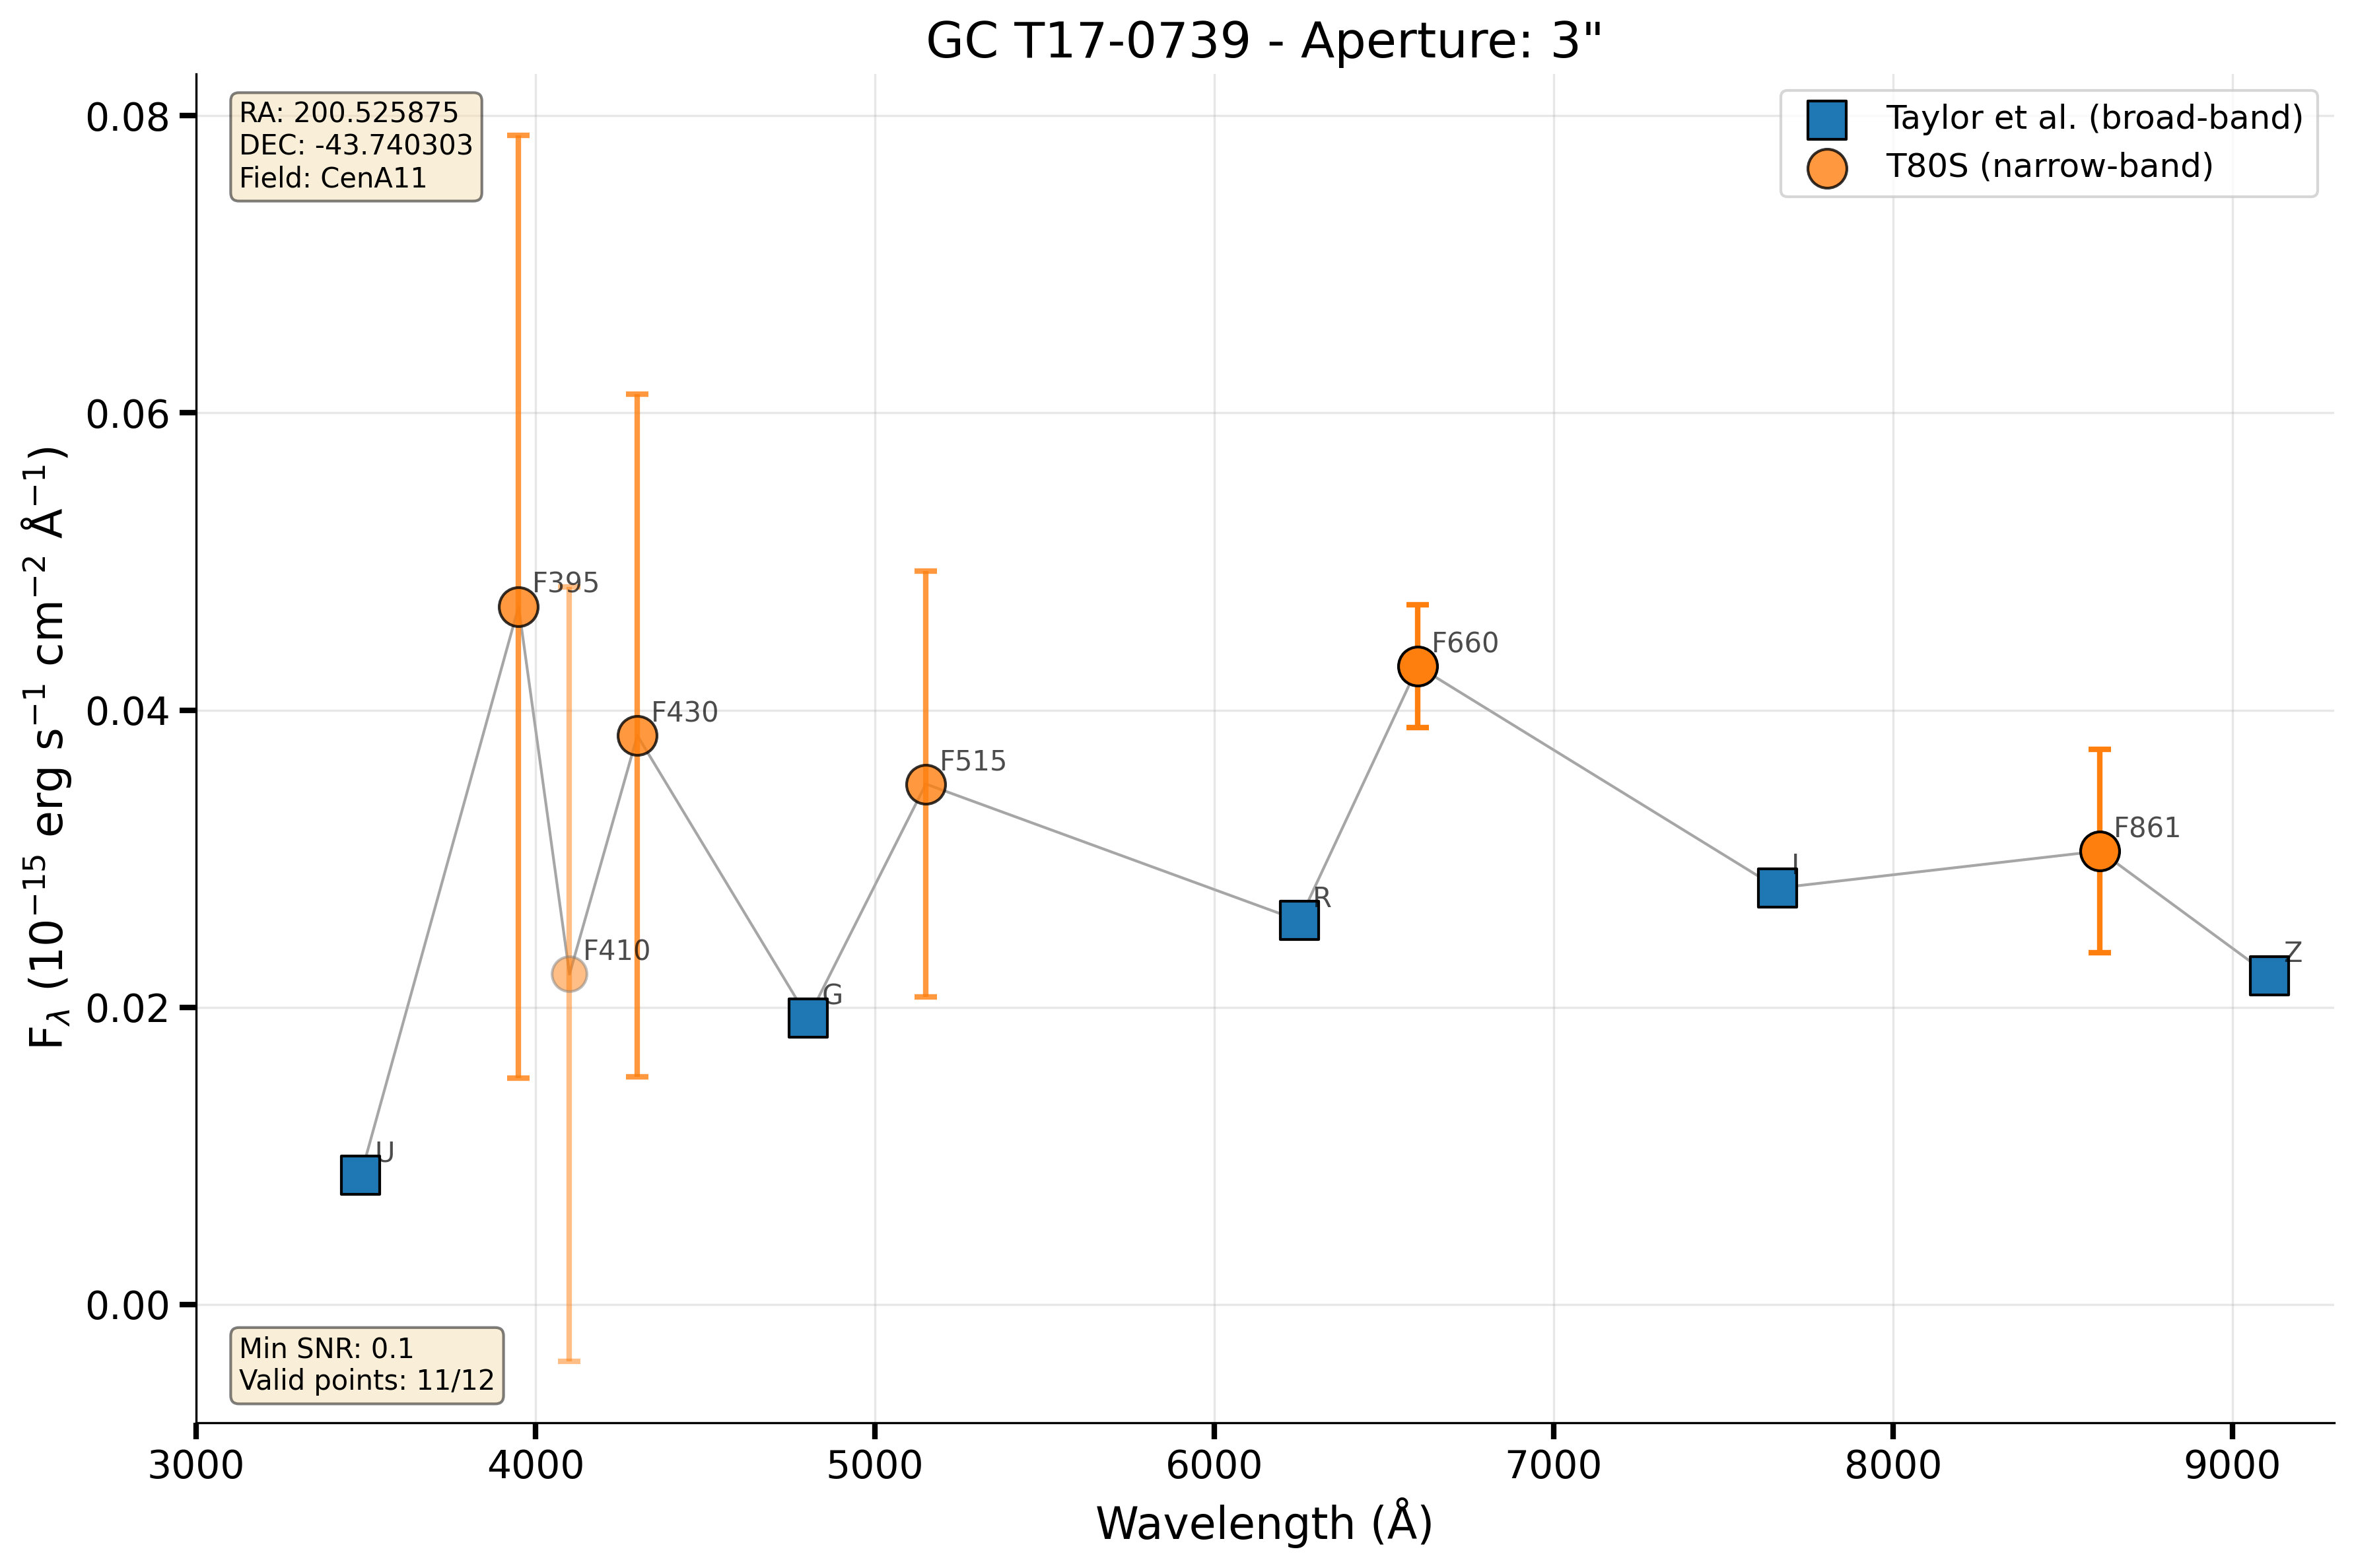 GC T17-0739 - Aperture: 3"
RA: 200.525875
DEC: -43.740303
Field: CenA11
Taylor et al. (broad-band)
T80S (narrow-band)
0.08
0.06
0.04
0.02
0.00
F_λ (10⁻¹⁵ erg s⁻¹ cm⁻² Å⁻¹)
F395
F660
F430
F515
F861
I
R
F410
Z
G
U
Min SNR: 0.1
Valid points: 11/12
3000 4000 5000 6000 7000 8000 9000
Wavelength (Å)